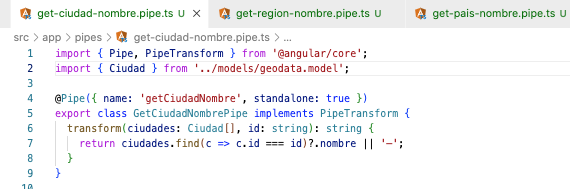 get-ciudad-nombre.pipe.ts U × get-region-nombre.pipe.ts U get-pais-nombre.pipe.ts U
src > app > pipes > get-ciudad-nombre.pipe.ts > ...
1 import { Pipe, PipeTransform } from '@angular/core';
2 import { Ciudad } from '../models/geodata.model';
3
4 @Pipe({ name: 'getCiudadNombre', standalone: true })
5 export class GetCiudadNombrePipe implements PipeTransform {
6 transform(ciudades: Ciudad[], id: string): string {
7 return ciudades.find(c => c.id === id)?.nombre || '—';
8 }
9 }
10